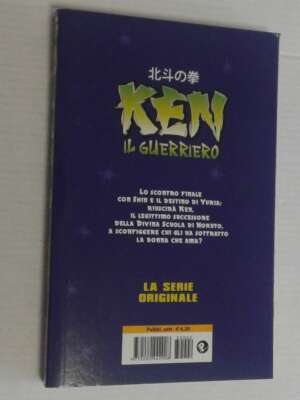 北斗の拳
KEN
IL GUERRIERO
LO SCONTRO FINALE
CON SHIN E IL DESTINO DI YURIA:
RIUSCIRÀ KEN,
IL LEGITTIMO SUCCESSORE
DELLA DIVINA SCUOLA DI HOKUTO,
A SCONFIGGERE CHI GLI HA SOTTRATTO
LA DONNA CHE AMA?
LA SERIE
ORIGINALE